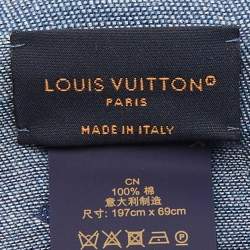 LOUIS VUITTON®
PARIS
MADE IN ITALY
CN
100% 棉
意大利制造
尺寸: 197cm x 69cm